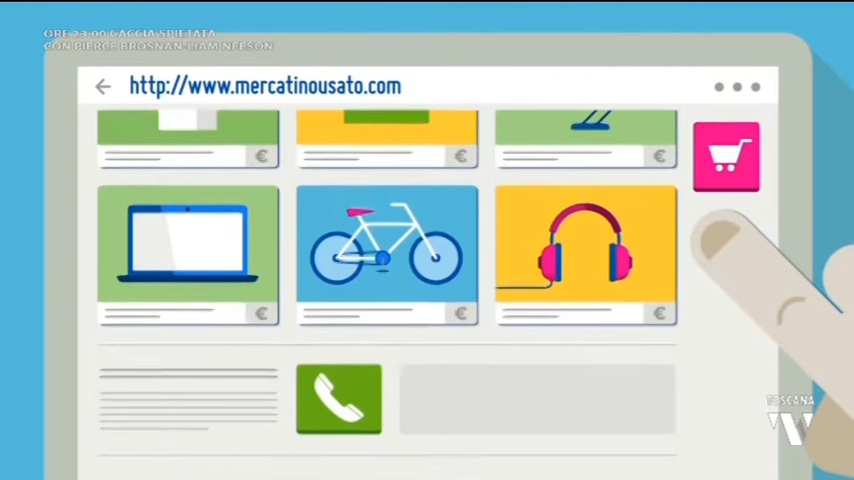 ORE 23.00 CACCIA SPIETATA
CON PIERCE BROSNAN-LIAM NEESON
http://www.mercatinousato.com
€ € €
€ € €
TOSCANA